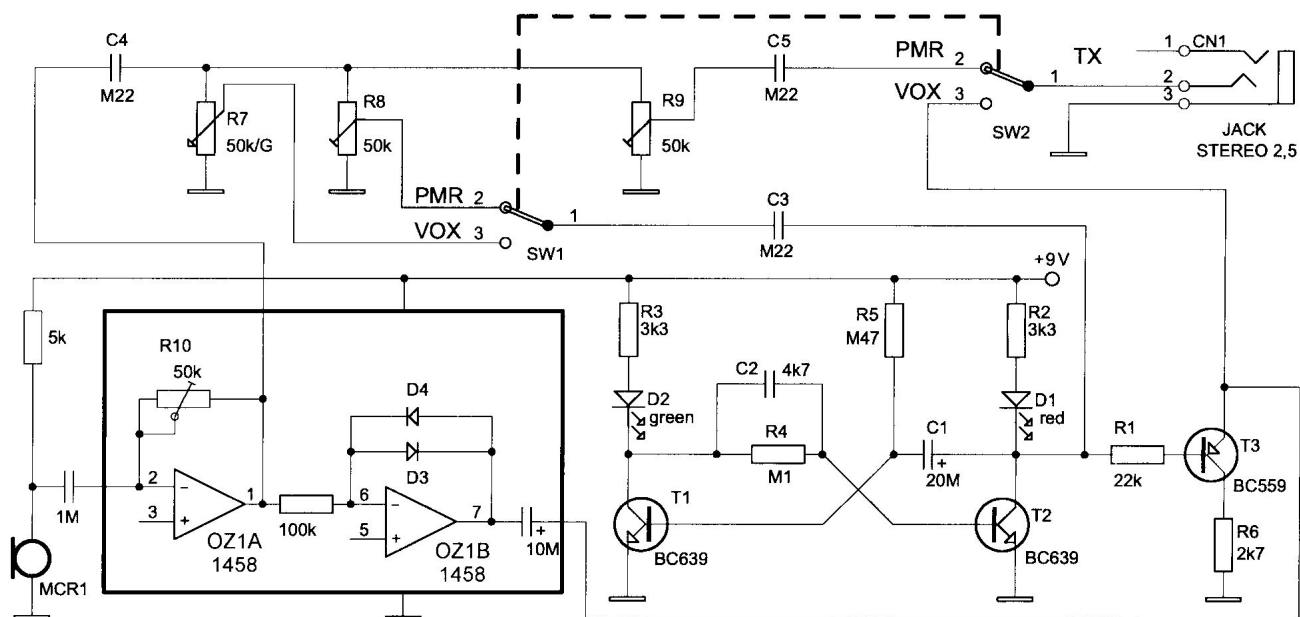 C4
M22
R7
50k/G
R8
50k
R9
50k
C5
M22
PMR 2
VOX 3
1
SW2
TX
1
CN1
2
3
JACK
STEREO 2,5
PMR 2
VOX 3
1
SW1
C3
M22
+9V
5k
R10
50k
R3
3k3
D2
green
C2 4k7
R4
M1
R5
M47
R2
3k3
D1
red
C1
+
20M
R1
22k
T3
BC559
D4
D3
1M
2 −
3 +
1
OZ1A
1458
100k
6 −
5 +
7
OZ1B
1458
+
10M
T1
BC639
T2
BC639
R6
2k7
MCR1